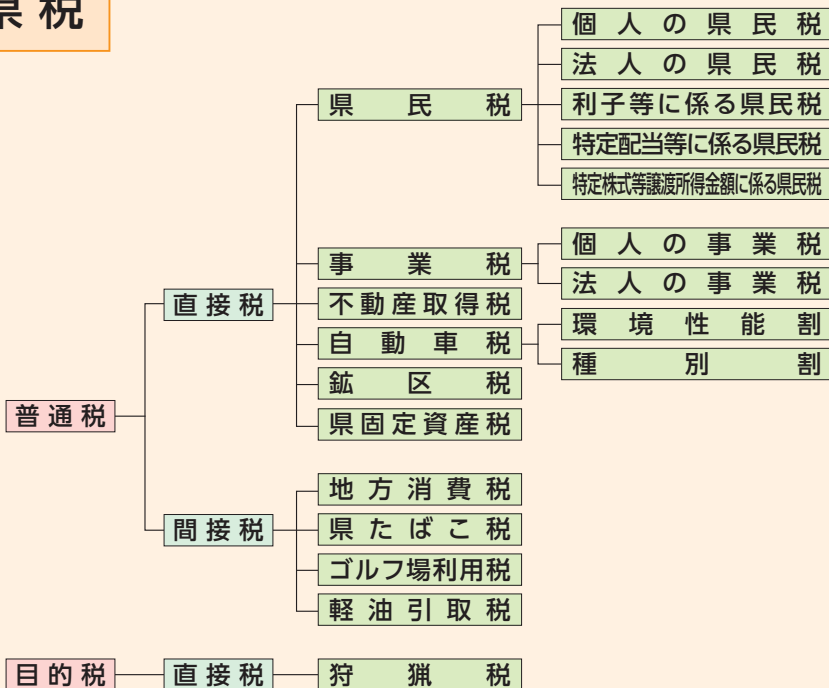 県税
普通税
直接税
県民税
個人の県民税
法人の県民税
利子等に係る県民税
特定配当等に係る県民税
特定株式等譲渡所得金額に係る県民税
事業税
個人の事業税
法人の事業税
不動産取得税
自動車税
環境性能割
種別割
鉱区税
県固定資産税
間接税
地方消費税
県たばこ税
ゴルフ場利用税
軽油引取税
目的税
直接税
狩猟税